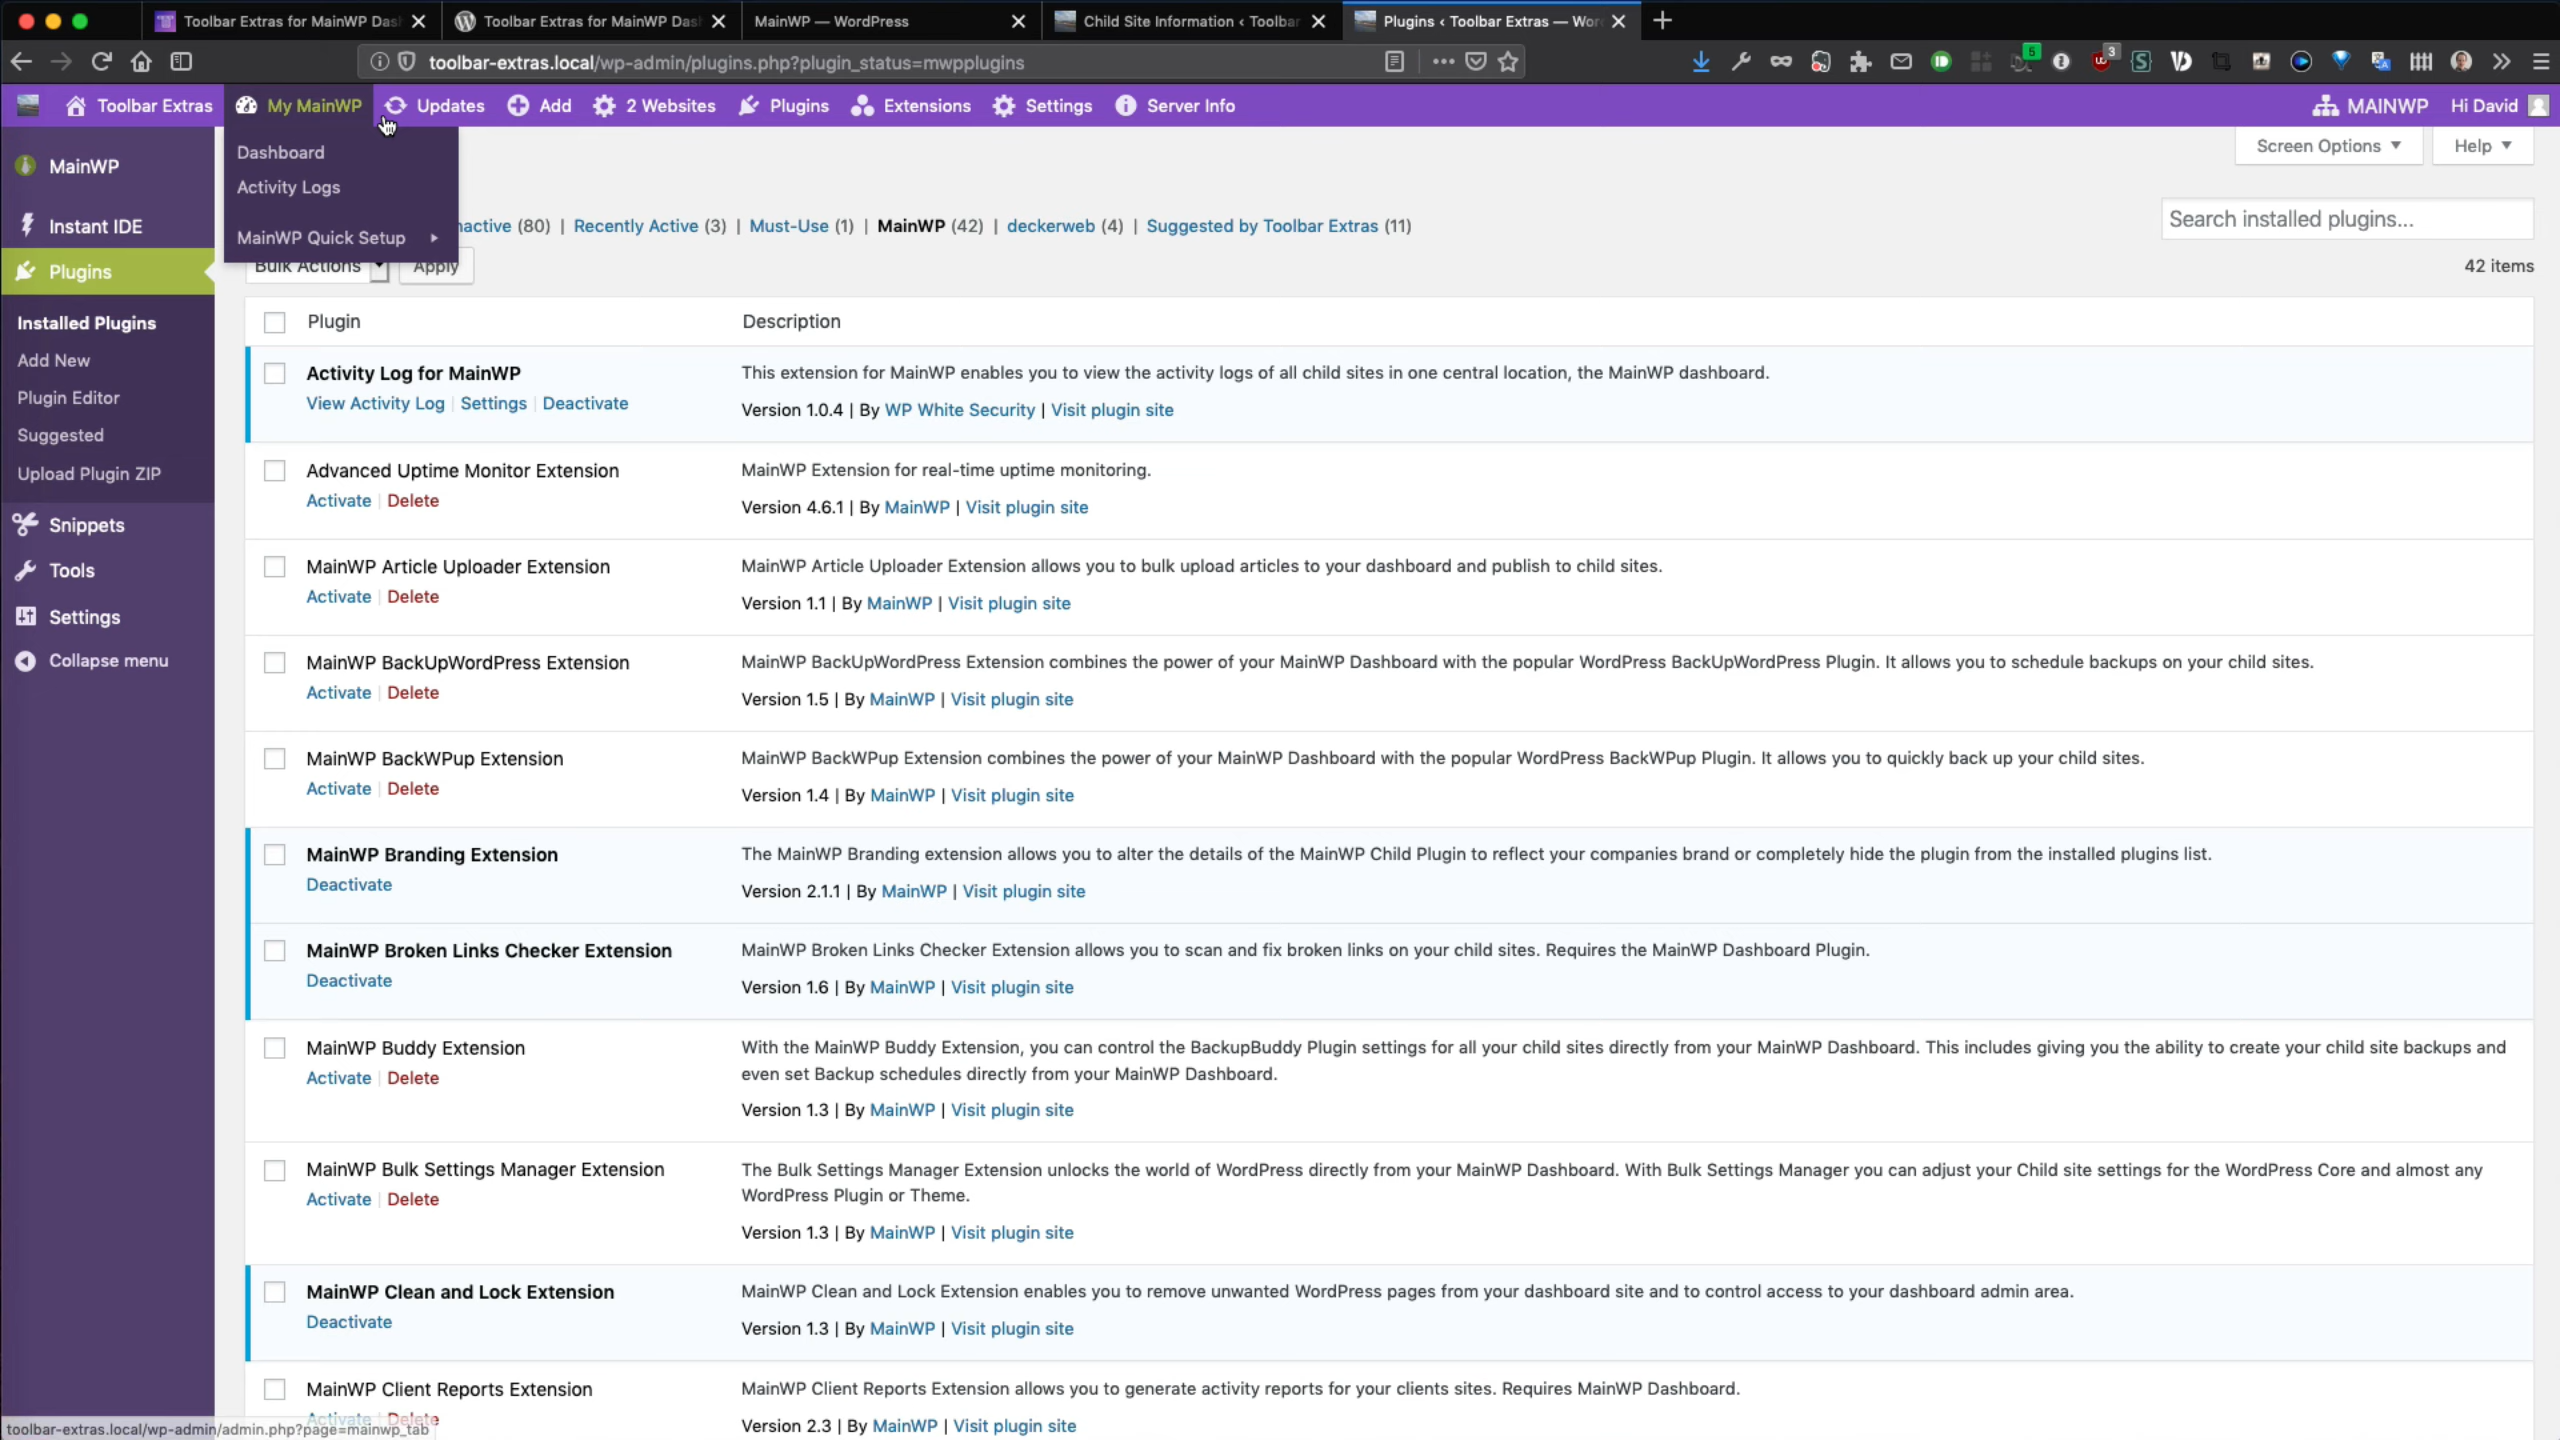 Toolbar Extras for MainWP Das
Toolbar Extras for MainWP Das
MainWP — WordPress
Child Site Information ‹ Toolbar
Plugins ‹ Toolbar Extras — Wor
toolbar-extras.local/wp-admin/plugins.php?plugin_status=mwpplugins
5
3
Toolbar Extras
My MainWP
Updates
Add
2 Websites
Plugins
Extensions
Settings
Server Info
MAINWP
Hi David
Dashboard
Activity Logs
MainWP Quick Setup
MainWP
Instant IDE
Plugins
Installed Plugins
Add New
Plugin Editor
Suggested
Upload Plugin ZIP
Snippets
Tools
Settings
Collapse menu
Screen Options
Help
nactive (80) | Recently Active (3) | Must-Use (1) | MainWP (42) | deckerweb (4) | Suggested by Toolbar Extras (11)
Search installed plugins...
Bulk Actions
Apply
42 items
Plugin
Description
Activity Log for MainWP
View Activity Log | Settings | Deactivate
This extension for MainWP enables you to view the activity logs of all child sites in one central location, the MainWP dashboard.
Version 1.0.4 | By WP White Security | Visit plugin site
Advanced Uptime Monitor Extension
Activate | Delete
MainWP Extension for real-time uptime monitoring.
Version 4.6.1 | By MainWP | Visit plugin site
MainWP Article Uploader Extension
Activate | Delete
MainWP Article Uploader Extension allows you to bulk upload articles to your dashboard and publish to child sites.
Version 1.1 | By MainWP | Visit plugin site
MainWP BackUpWordPress Extension
Activate | Delete
MainWP BackUpWordPress Extension combines the power of your MainWP Dashboard with the popular WordPress BackUpWordPress Plugin. It allows you to schedule backups on your child sites.
Version 1.5 | By MainWP | Visit plugin site
MainWP BackWPup Extension
Activate | Delete
MainWP BackWPup Extension combines the power of your MainWP Dashboard with the popular WordPress BackWPup Plugin. It allows you to quickly back up your child sites.
Version 1.4 | By MainWP | Visit plugin site
MainWP Branding Extension
Deactivate
The MainWP Branding extension allows you to alter the details of the MainWP Child Plugin to reflect your companies brand or completely hide the plugin from the installed plugins list.
Version 2.1.1 | By MainWP | Visit plugin site
MainWP Broken Links Checker Extension
Deactivate
MainWP Broken Links Checker Extension allows you to scan and fix broken links on your child sites. Requires the MainWP Dashboard Plugin.
Version 1.6 | By MainWP | Visit plugin site
MainWP Buddy Extension
Activate | Delete
With the MainWP Buddy Extension, you can control the BackupBuddy Plugin settings for all your child sites directly from your MainWP Dashboard. This includes giving you the ability to create your child site backups and
even set Backup schedules directly from your MainWP Dashboard.
Version 1.3 | By MainWP | Visit plugin site
MainWP Bulk Settings Manager Extension
Activate | Delete
The Bulk Settings Manager Extension unlocks the world of WordPress directly from your MainWP Dashboard. With Bulk Settings Manager you can adjust your Child site settings for the WordPress Core and almost any
WordPress Plugin or Theme.
Version 1.3 | By MainWP | Visit plugin site
MainWP Clean and Lock Extension
Deactivate
MainWP Clean and Lock Extension enables you to remove unwanted WordPress pages from your dashboard site and to control access to your dashboard admin area.
Version 1.3 | By MainWP | Visit plugin site
MainWP Client Reports Extension
Activate | Delete
MainWP Client Reports Extension allows you to generate activity reports for your clients sites. Requires MainWP Dashboard.
Version 2.3 | By MainWP | Visit plugin site
toolbar-extras.local/wp-admin/admin.php?page=mainwp_tab